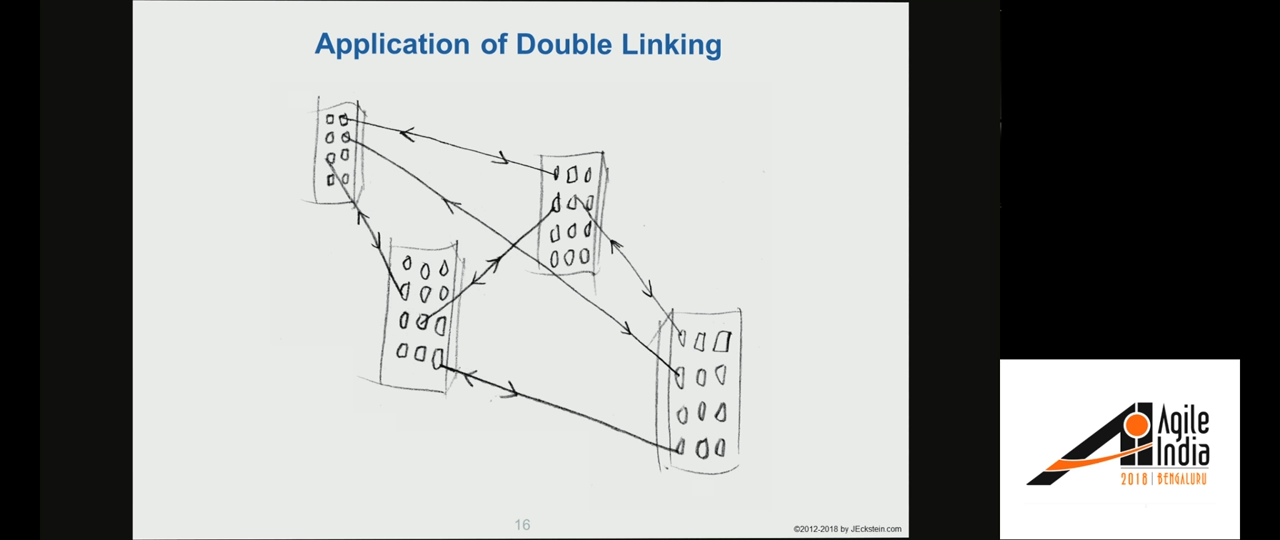 Application of Double Linking
16
©2012-2018 by JEckstein.com
Agile
India
2018 | BENGALURU